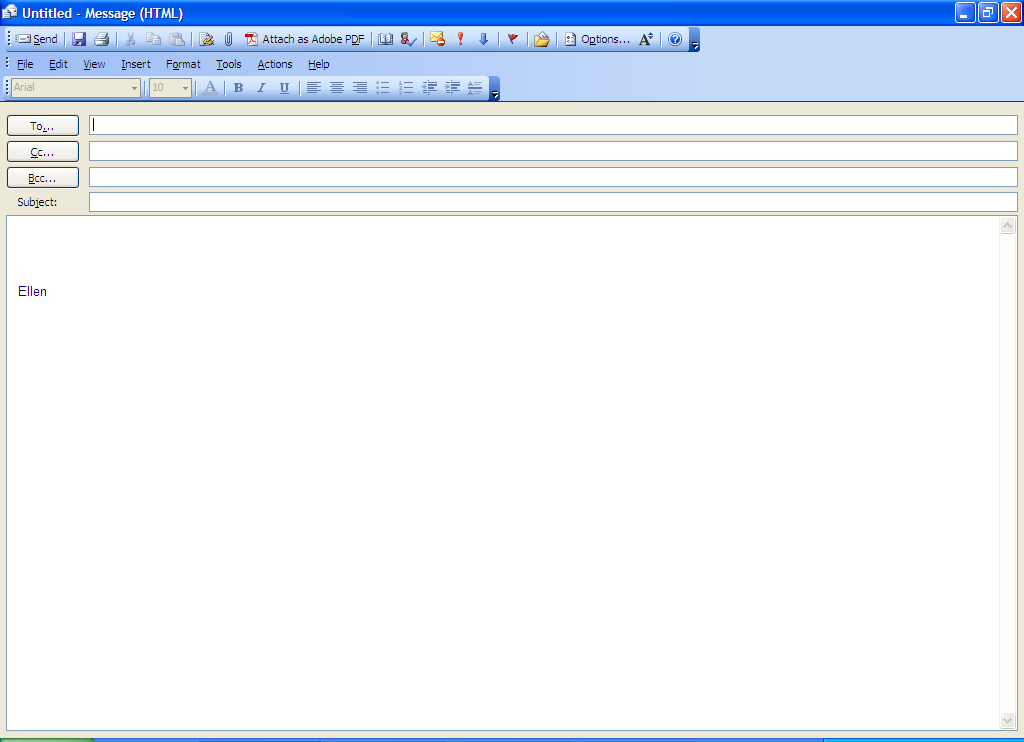 Untitled - Message (HTML)
Send Attach as Adobe PDF Options...
File Edit View Insert Format Tools Actions Help
Arial 10 A B I U
To...
Cc...
Bcc...
Subject:
Ellen